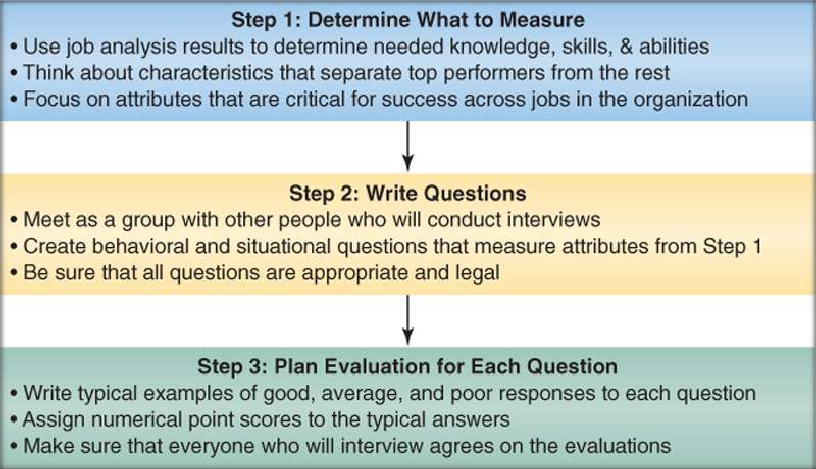 Step 1: Determine What to Measure
• Use job analysis results to determine needed knowledge, skills, & abilities
• Think about characteristics that separate top performers from the rest
• Focus on attributes that are critical for success across jobs in the organization
Step 2: Write Questions
• Meet as a group with other people who will conduct interviews
• Create behavioral and situational questions that measure attributes from Step 1
• Be sure that all questions are appropriate and legal
Step 3: Plan Evaluation for Each Question
• Write typical examples of good, average, and poor responses to each question
• Assign numerical point scores to the typical answers
• Make sure that everyone who will interview agrees on the evaluations